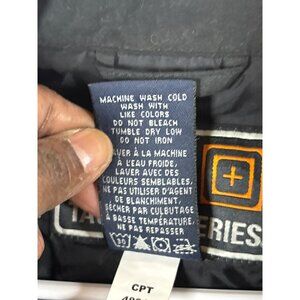 MACHINE WASH COLD
WASH WITH
LIKE COLORS
DO NOT BLEACH
TUMBLE DRY LOW
DO NOT IRON
LAVER À LA MACHINE
À L'EAU FROIDE,
LAVER AVEC DES
COULEURS SEMBLABLES,
NE PAS UTILISER D'AGENT
DE BLANCHIMENT,
SÉCHER PAR CULBUTAGE
À BASSE TEMPÉRATURE,
NE PAS REPASSER
30
CPT
ERIES